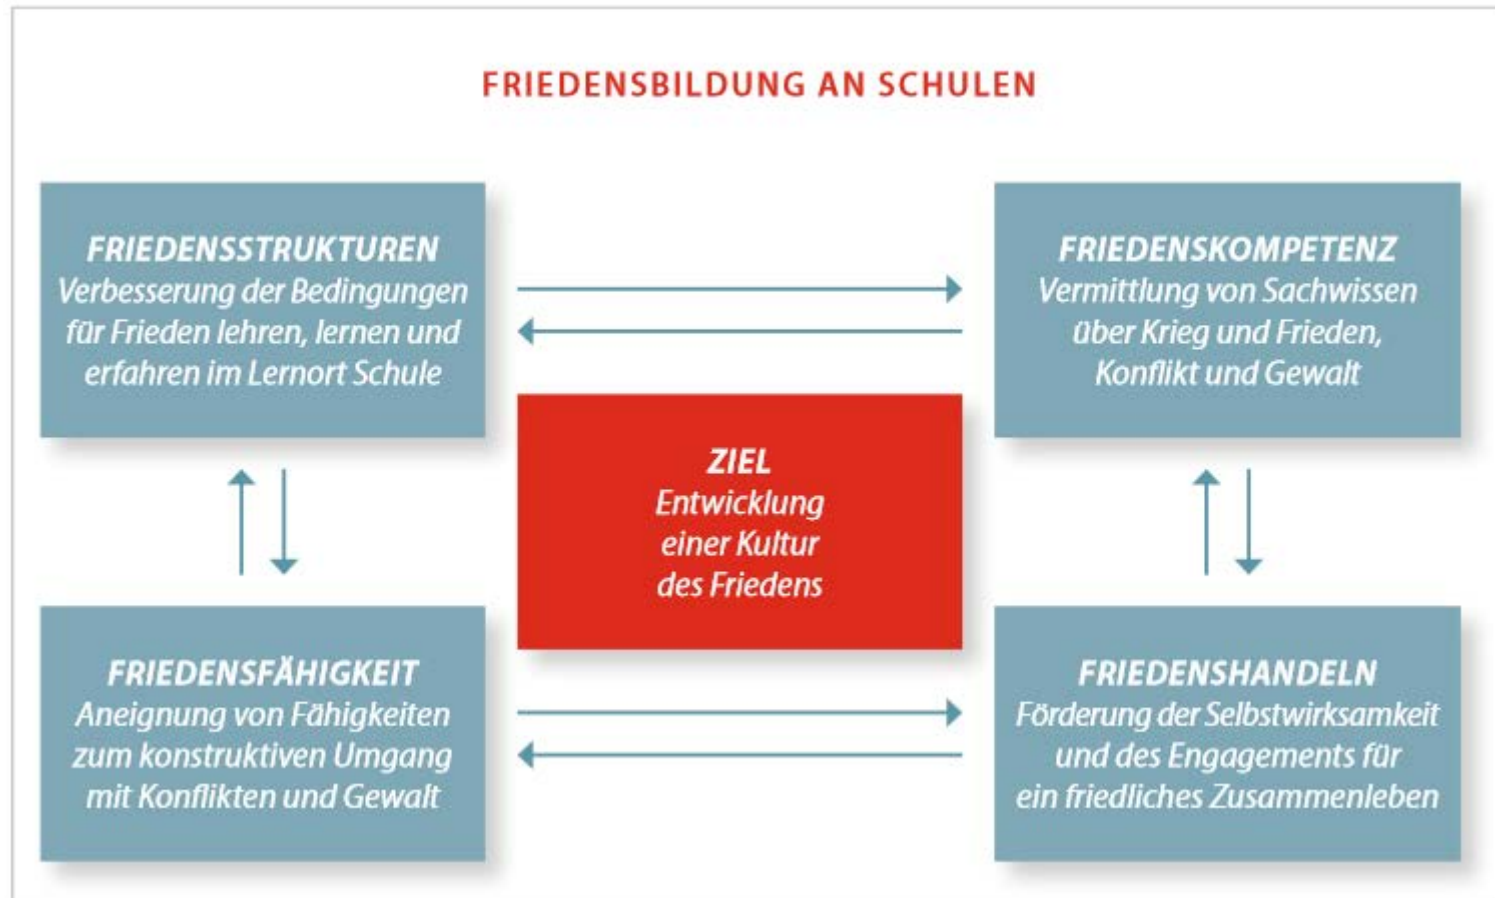 FRIEDENSBILDUNG AN SCHULEN
FRIEDENSSTRUKTUREN
Verbesserung der Bedingungen
für Frieden lehren, lernen und
erfahren im Lernort Schule
FRIEDENSKOMPETENZ
Vermittlung von Sachwissen
über Krieg und Frieden,
Konflikt und Gewalt
ZIEL
Entwicklung
einer Kultur
des Friedens
FRIEDENSFÄHIGKEIT
Aneignung von Fähigkeiten
zum konstruktiven Umgang
mit Konflikten und Gewalt
FRIEDENSHANDELN
Förderung der Selbstwirksamkeit
und des Engagements für
ein friedliches Zusammenleben